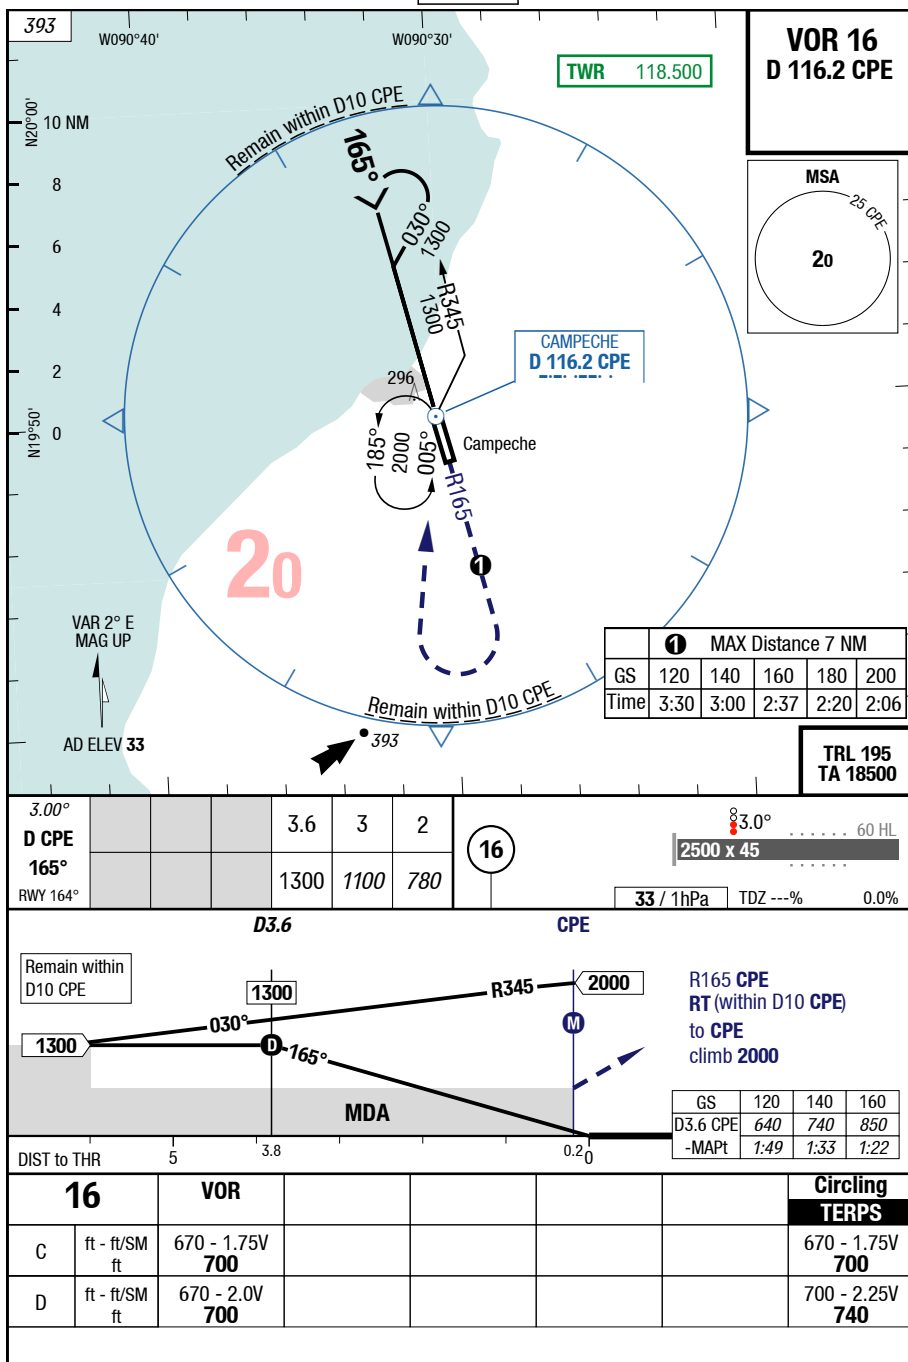 393
W090°40'
W090°30'
TWR 118.500
VOR 16
D 116.2 CPE
MSA
25 CPE
20
N20°00'
10 NM
8
6
4
2
N19°50'
0
Remain within D10 CPE
165°
030°
1300
R345
1300
CAMPECHE
D 116.2 CPE
296
185°
2000
005°
Campeche
R165
1
20
VAR 2° E
MAG UP
AD ELEV 33
Remain within D10 CPE
393
1 MAX Distance 7 NM
GS 120 140 160 180 200
Time 3:30 3:00 2:37 2:20 2:06
TRL 195
TA 18500
3.00°
D CPE
165°
RWY 164°
3.6 3 2
1300 1100 780
16
3.0°
60 HL
2500 x 45
33 / 1hPa TDZ ---% 0.0%
D3.6 CPE
Remain within
D10 CPE
1300
R345
2000
030°
1300
D
165°
M
MDA
R165 CPE
RT (within D10 CPE)
to CPE
climb 2000
GS 120 140 160
D3.6 CPE 640 740 850
-MAPt 1:49 1:33 1:22
DIST to THR 5 3.8 0.2 0
16 VOR Circling
TERPS
C ft - ft/SM 670 - 1.75V 670 - 1.75V
ft 700 700
D ft - ft/SM 670 - 2.0V 700 - 2.25V
ft 700 740